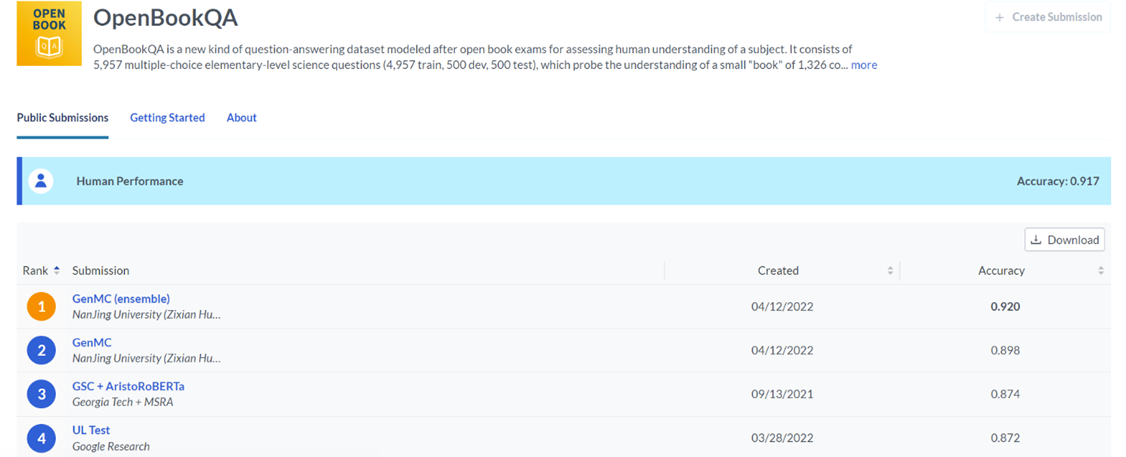 OPEN
BOOK
Q A
OpenBookQA
+ Create Submission
OpenBookQA is a new kind of question-answering dataset modeled after open book exams for assessing human understanding of a subject. It consists of
5,957 multiple-choice elementary-level science questions (4,957 train, 500 dev, 500 test), which probe the understanding of a small "book" of 1,326 co... more
Public Submissions Getting Started About
Human Performance Accuracy: 0.917
Download
Rank Submission Created Accuracy
1 GenMC (ensemble) 04/12/2022 0.920
NanJing University (Zixian Hu...
2 GenMC 04/12/2022 0.898
NanJing University (Zixian Hu...
3 GSC + AristoRoBERTa 09/13/2021 0.874
Georgia Tech + MSRA
4 UL Test 03/28/2022 0.872
Google Research